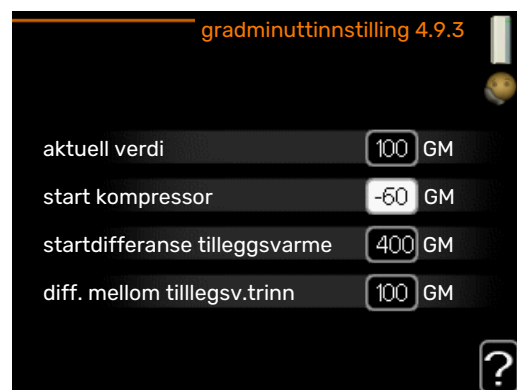 gradminuttinnstilling 4.9.3
aktuell verdi 100 GM
start kompressor -60 GM
startdifferanse tilleggsvarme 400 GM
diff. mellom tilllegsv.trinn 100 GM
?